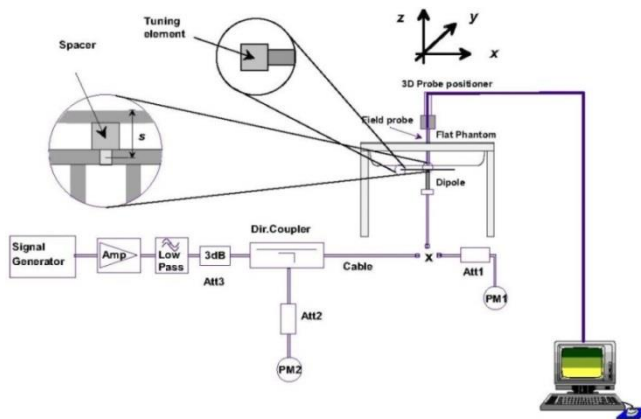 Tuning
element
Spacer
s
z
y
x
3D Probe positioner
Field probe
Flat Phantom
Dipole
Signal
Generator
Amp
Low
Pass
3dB
Att3
Dir.Coupler
Cable
x
Att1
PM1
Att2
PM2